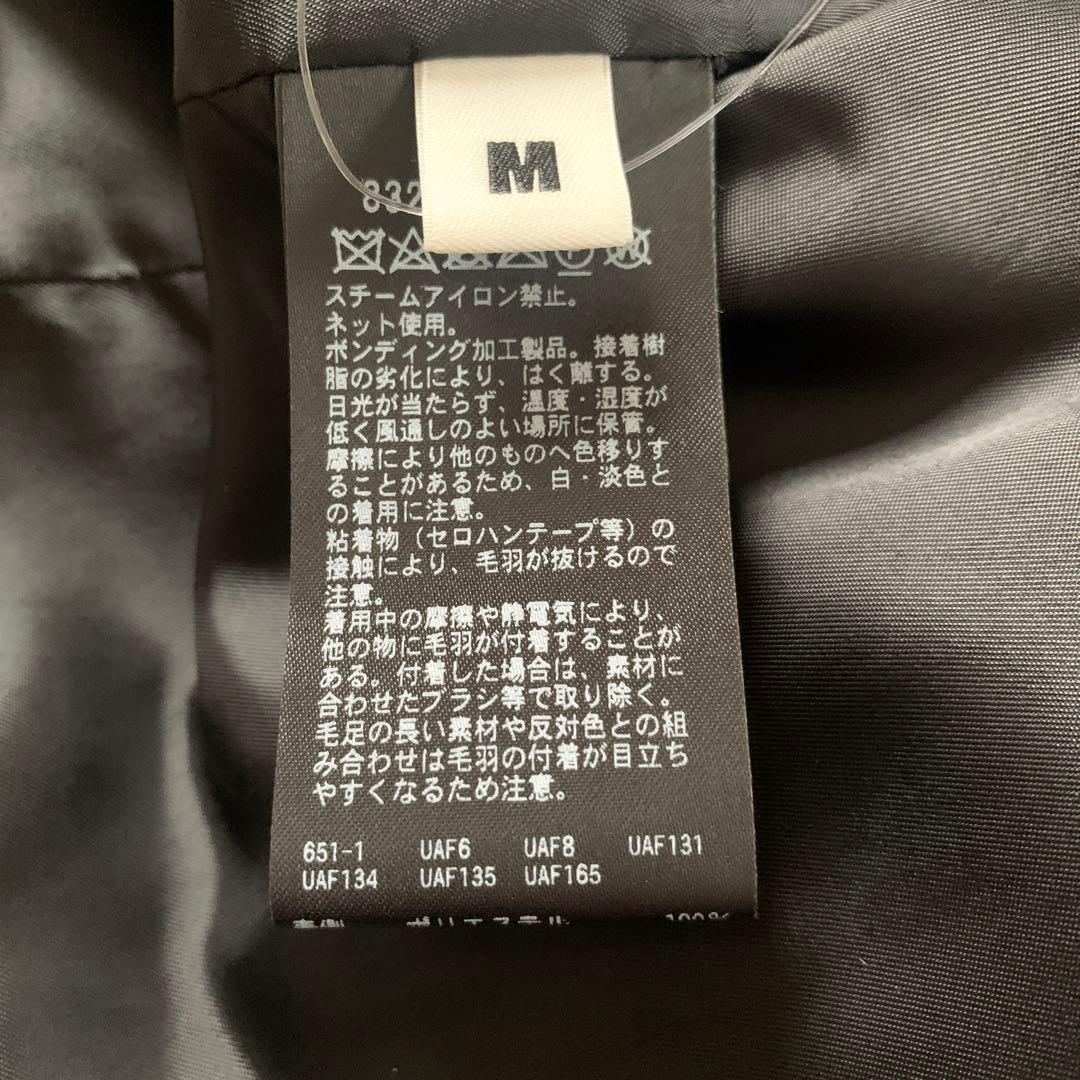 M
832
スチームアイロン禁止。
ネット使用。
ボンディング加工製品。接着樹
脂の劣化により、はく離する。
日光が当たらず、温度・湿度が
低く風通しのよい場所に保管。
摩擦により他のものへ色移りす
ることがあるため、白・淡色と
の着用に注意。
粘着物（セロハンテープ等）の
接触により、毛羽が抜けるので
注意。
着用中の摩擦や静電気により、
他の物に毛羽が付着することが
ある。付着した場合は、素材に
合わせたブラシ等で取り除く。
毛足の長い素材や反対色との組
み合わせは毛羽の付着が目立ち
やすくなるため注意。
651-1 UAF6 UAF8 UAF131
UAF134 UAF135 UAF165
表側 ポリエステル 100%